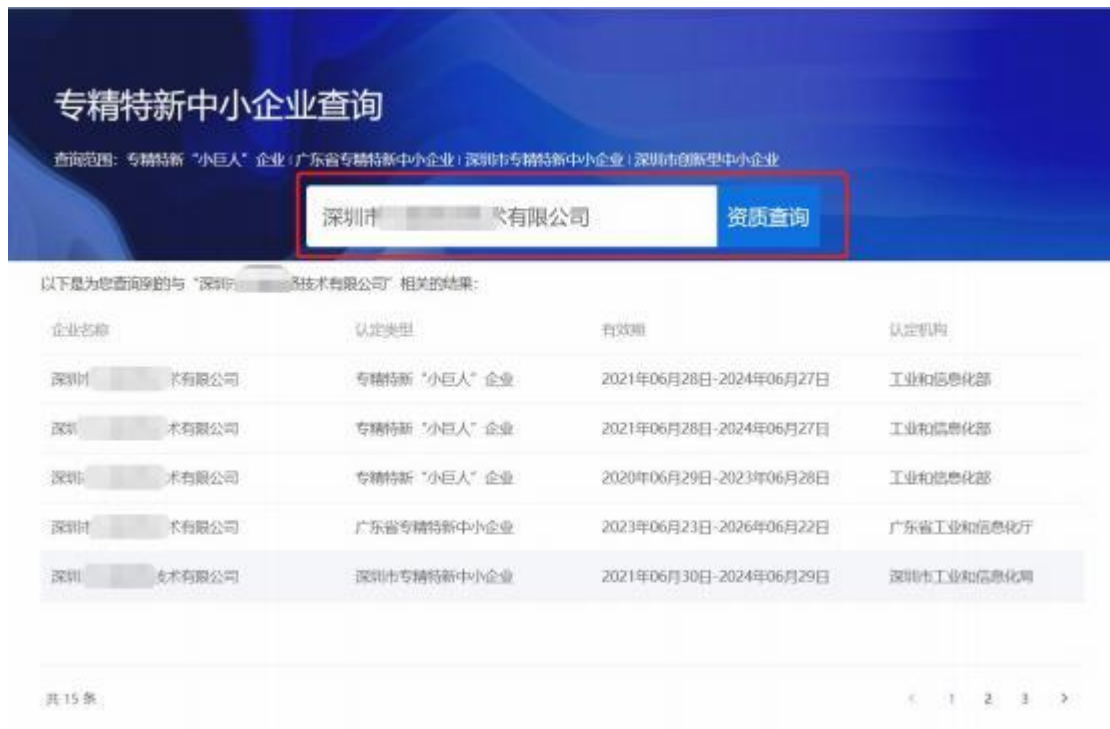 专精特新中小企业查询
查询范围：专精特新“小巨人”企业|广东省专精特新中小企业|深圳市专精特新中小企业|深圳市创新型中小企业
深圳市 术有限公司 资质查询
以下是为您查询到的与“深圳 技术有限公司”相关的结果：
企业名称 认定类型 有效期 认定机构
深圳 术有限公司 专精特新“小巨人”企业 2021年06月28日-2024年06月27日 工业和信息化部
深圳 术有限公司 专精特新“小巨人”企业 2021年06月28日-2024年06月27日 工业和信息化部
深圳 术有限公司 专精特新“小巨人”企业 2020年06月29日-2023年06月28日 工业和信息化部
深圳 术有限公司 广东省专精特新中小企业 2023年06月23日-2026年06月22日 广东省工业和信息化厅
深圳 技术有限公司 深圳市专精特新中小企业 2021年06月30日-2024年06月29日 深圳市工业和信息化局
共 15 条 < 1 2 3 >